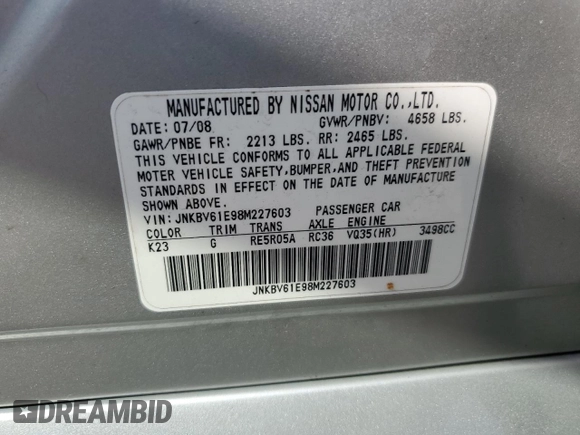 MANUFACTURED BY NISSAN MOTOR CO.,LTD.
DATE: 07/08 GVWR/PNBV: 4658 LBS.
GAWR/PNBE FR: 2213 LBS. RR: 2465 LBS.
THIS VEHICLE CONFORMS TO ALL APPLICABLE FEDERAL
MOTER VEHICLE SAFETY,BUMPER,AND THEFT PREVENTION
STANDARDS IN EFFECT ON THE DATE OF MANUFACTURE
SHOWN ABOVE.
VIN: JNKBV61E98M227603 PASSENGER CAR
COLOR TRIM TRANS AXLE ENGINE
K23 G RE5R05A RC36 VQ35(HR) 3498CC
JNKBV61E98M227603
DREAMBID